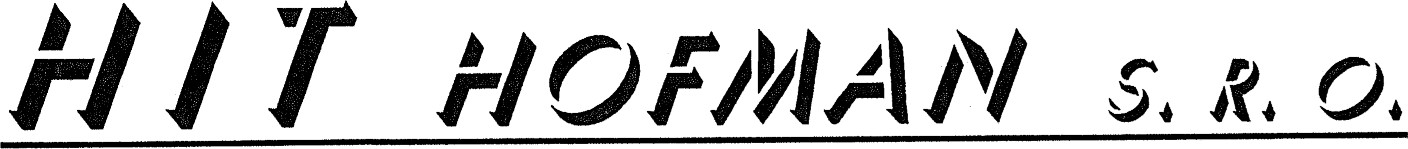 HIT HOFMAN S. R. O.